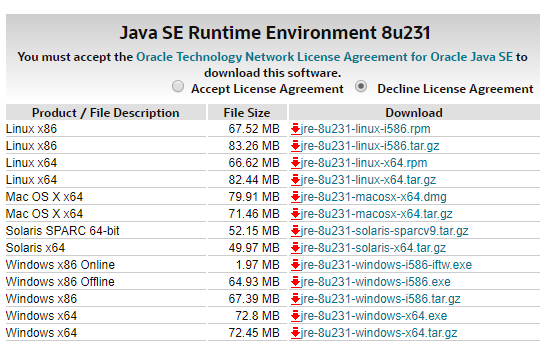 Java SE Runtime Environment 8u231
You must accept the Oracle Technology Network License Agreement for Oracle Java SE to
download this software.
Accept License Agreement Decline License Agreement
Product / File Description File Size Download
Linux x86 67.52 MB jre-8u231-linux-i586.rpm
Linux x86 83.26 MB jre-8u231-linux-i586.tar.gz
Linux x64 66.62 MB jre-8u231-linux-x64.rpm
Linux x64 82.44 MB jre-8u231-linux-x64.tar.gz
Mac OS X x64 79.91 MB jre-8u231-macosx-x64.dmg
Mac OS X x64 71.46 MB jre-8u231-macosx-x64.tar.gz
Solaris SPARC 64-bit 52.15 MB jre-8u231-solaris-sparcv9.tar.gz
Solaris x64 49.97 MB jre-8u231-solaris-x64.tar.gz
Windows x86 Online 1.97 MB jre-8u231-windows-i586-iftw.exe
Windows x86 Offline 64.93 MB jre-8u231-windows-i586.exe
Windows x86 67.39 MB jre-8u231-windows-i586.tar.gz
Windows x64 72.8 MB jre-8u231-windows-x64.exe
Windows x64 72.45 MB jre-8u231-windows-x64.tar.gz